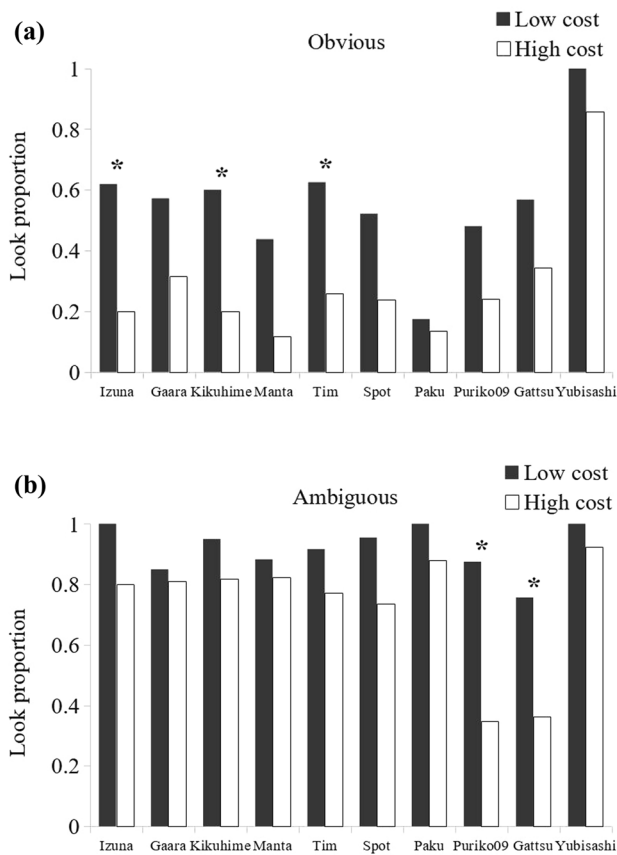 (a)
Obvious
Low cost
High cost
Look proportion
1
0.8
0.6
0.4
0.2
0
* * *
Izuna Gaara Kikuhime Manta Tim Spot Paku Puriko09 Gattsu Yubisashi
(b)
Ambiguous
Low cost
High cost
Look proportion
1
0.8
0.6
0.4
0.2
0
* *
Izuna Gaara Kikuhime Manta Tim Spot Paku Puriko09 Gattsu Yubisashi